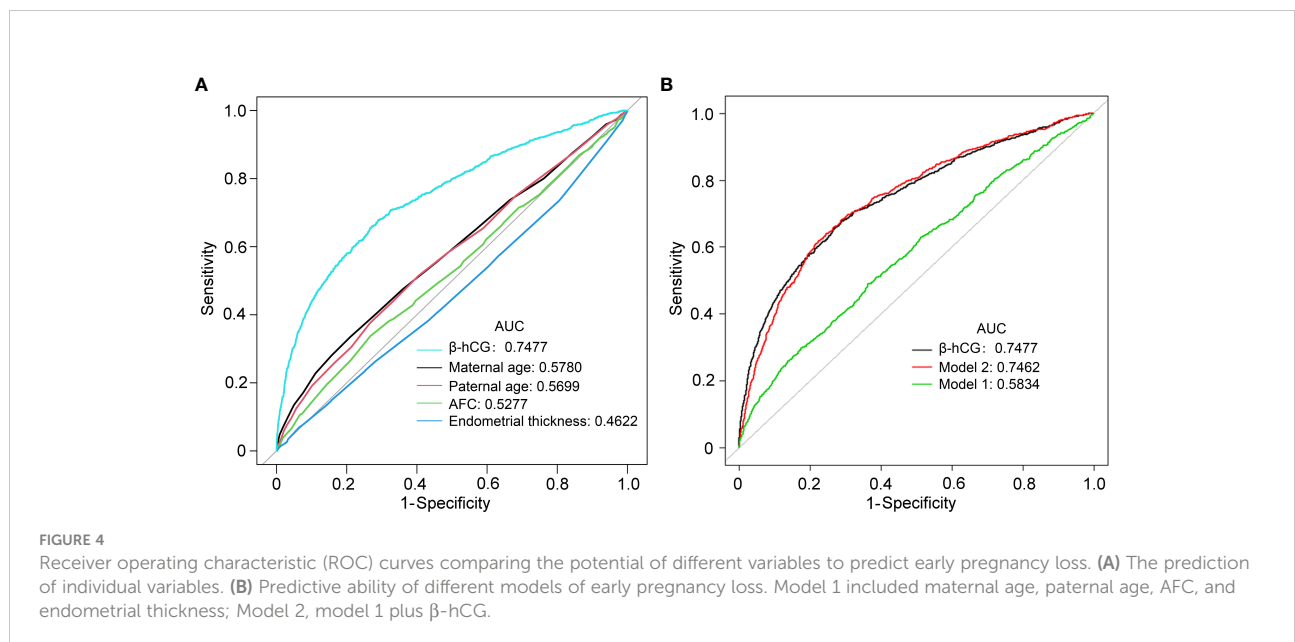 A
B
1.0
0.8
0.6
0.4
0.2
0
Sensitivity
AUC
β-hCG: 0.7477
Maternal age: 0.5780
Paternal age: 0.5699
AFC: 0.5277
Endometrial thickness: 0.4622
0 0.2 0.4 0.6 0.8 1.0
1-Specificity
1.0
0.8
0.6
0.4
0.2
0
Sensitivity
AUC
β-hCG: 0.7477
Model 2: 0.7462
Model 1: 0.5834
0 0.2 0.4 0.6 0.8 1.0
1-Specificity
FIGURE 4
Receiver operating characteristic (ROC) curves comparing the potential of different variables to predict early pregnancy loss. (A) The prediction
of individual variables. (B) Predictive ability of different models of early pregnancy loss. Model 1 included maternal age, paternal age, AFC, and
endometrial thickness; Model 2, model 1 plus β-hCG.